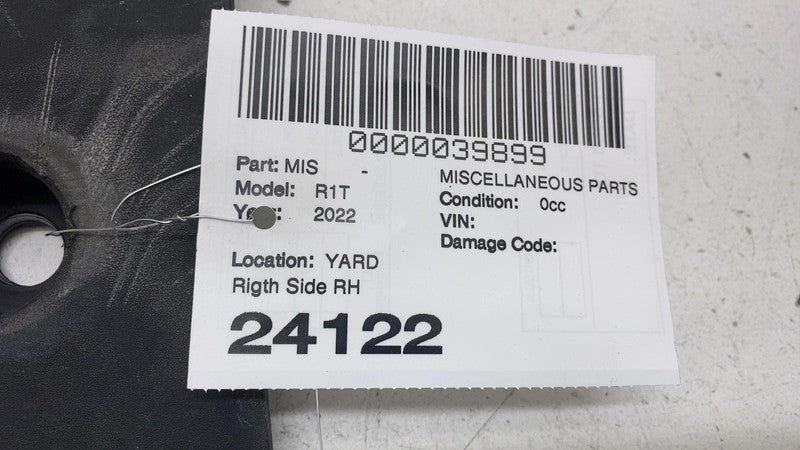 0000039899
Part: MIS -
MISCELLANEOUS PARTS
Model: R1T
Condition: 0cc
2022
VIN:
Damage Code:
Location: YARD
Rigth Side RH
24122